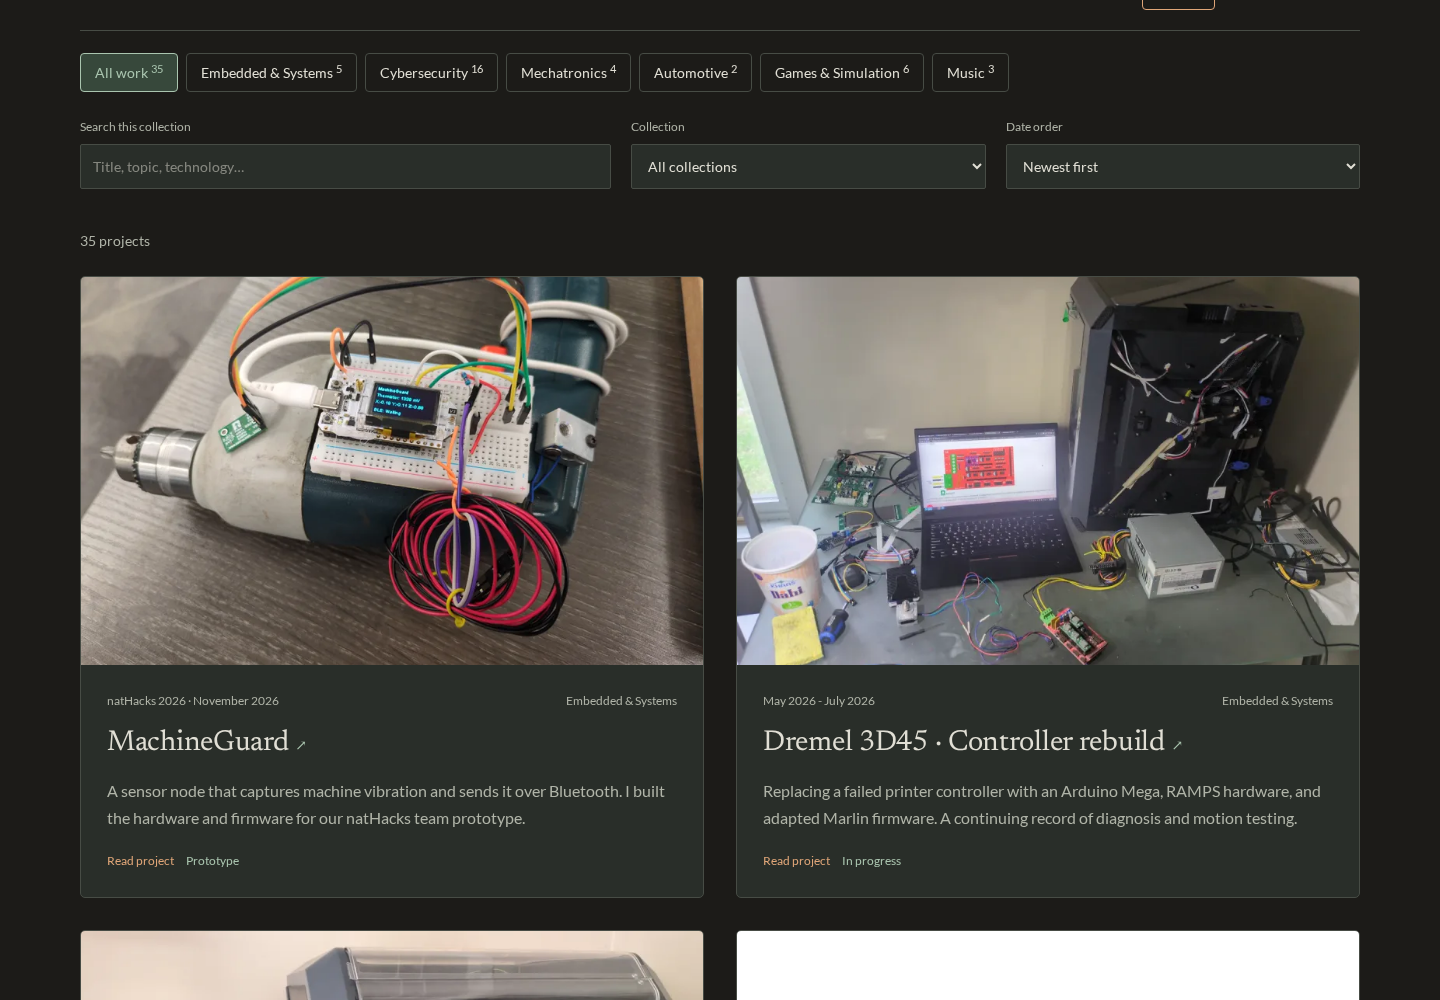 All work 35
Embedded & Systems 5
Cybersecurity 16
Mechatronics 4
Automotive 2
Games & Simulation 6
Music 3
Search this collection
Collection
Date order
Title, topic, technology...
All collections
Newest first
35 projects
natHacks 2026 · November 2026
Embedded & Systems
MachineGuard ↗
A sensor node that captures machine vibration and sends it over Bluetooth. I built
the hardware and firmware for our natHacks team prototype.
Read project
Prototype
May 2026 - July 2026
Embedded & Systems
Dremel 3D45 · Controller rebuild ↗
Replacing a failed printer controller with an Arduino Mega, RAMPS hardware, and
adapted Marlin firmware. A continuing record of diagnosis and motion testing.
Read project
In progress